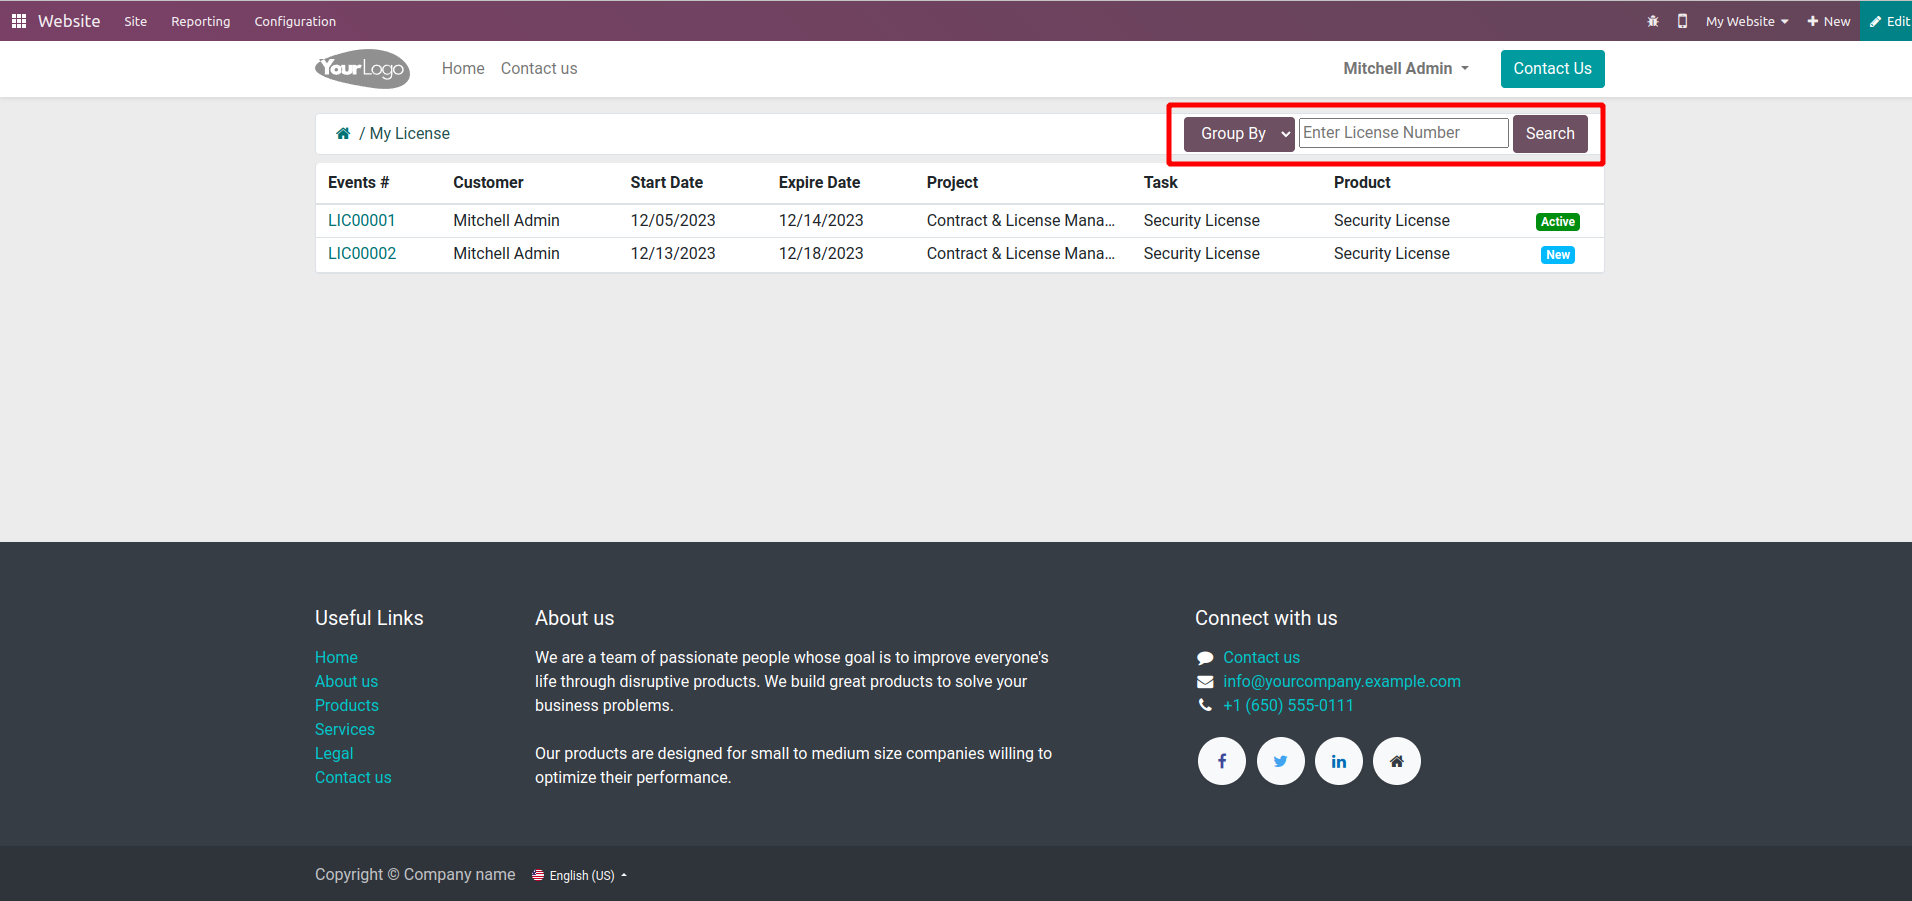 Website Site Reporting Configuration My Website New Edit
YourLogo Home Contact us Mitchell Admin Contact Us
/ My License Group By Enter License Number Search
Events # Customer Start Date Expire Date Project Task Product
LIC00001 Mitchell Admin 12/05/2023 12/14/2023 Contract & License Mana... Security License Security License Active
LIC00002 Mitchell Admin 12/13/2023 12/18/2023 Contract & License Mana... Security License Security License New
Useful Links
Home
About us
Products
Services
Legal
Contact us
About us
We are a team of passionate people whose goal is to improve everyone's
life through disruptive products. We build great products to solve your
business problems.
Our products are designed for small to medium size companies willing to
optimize their performance.
Connect with us
Contact us
info@yourcompany.example.com
+1 (650) 555-0111
Copyright © Company name English (US)